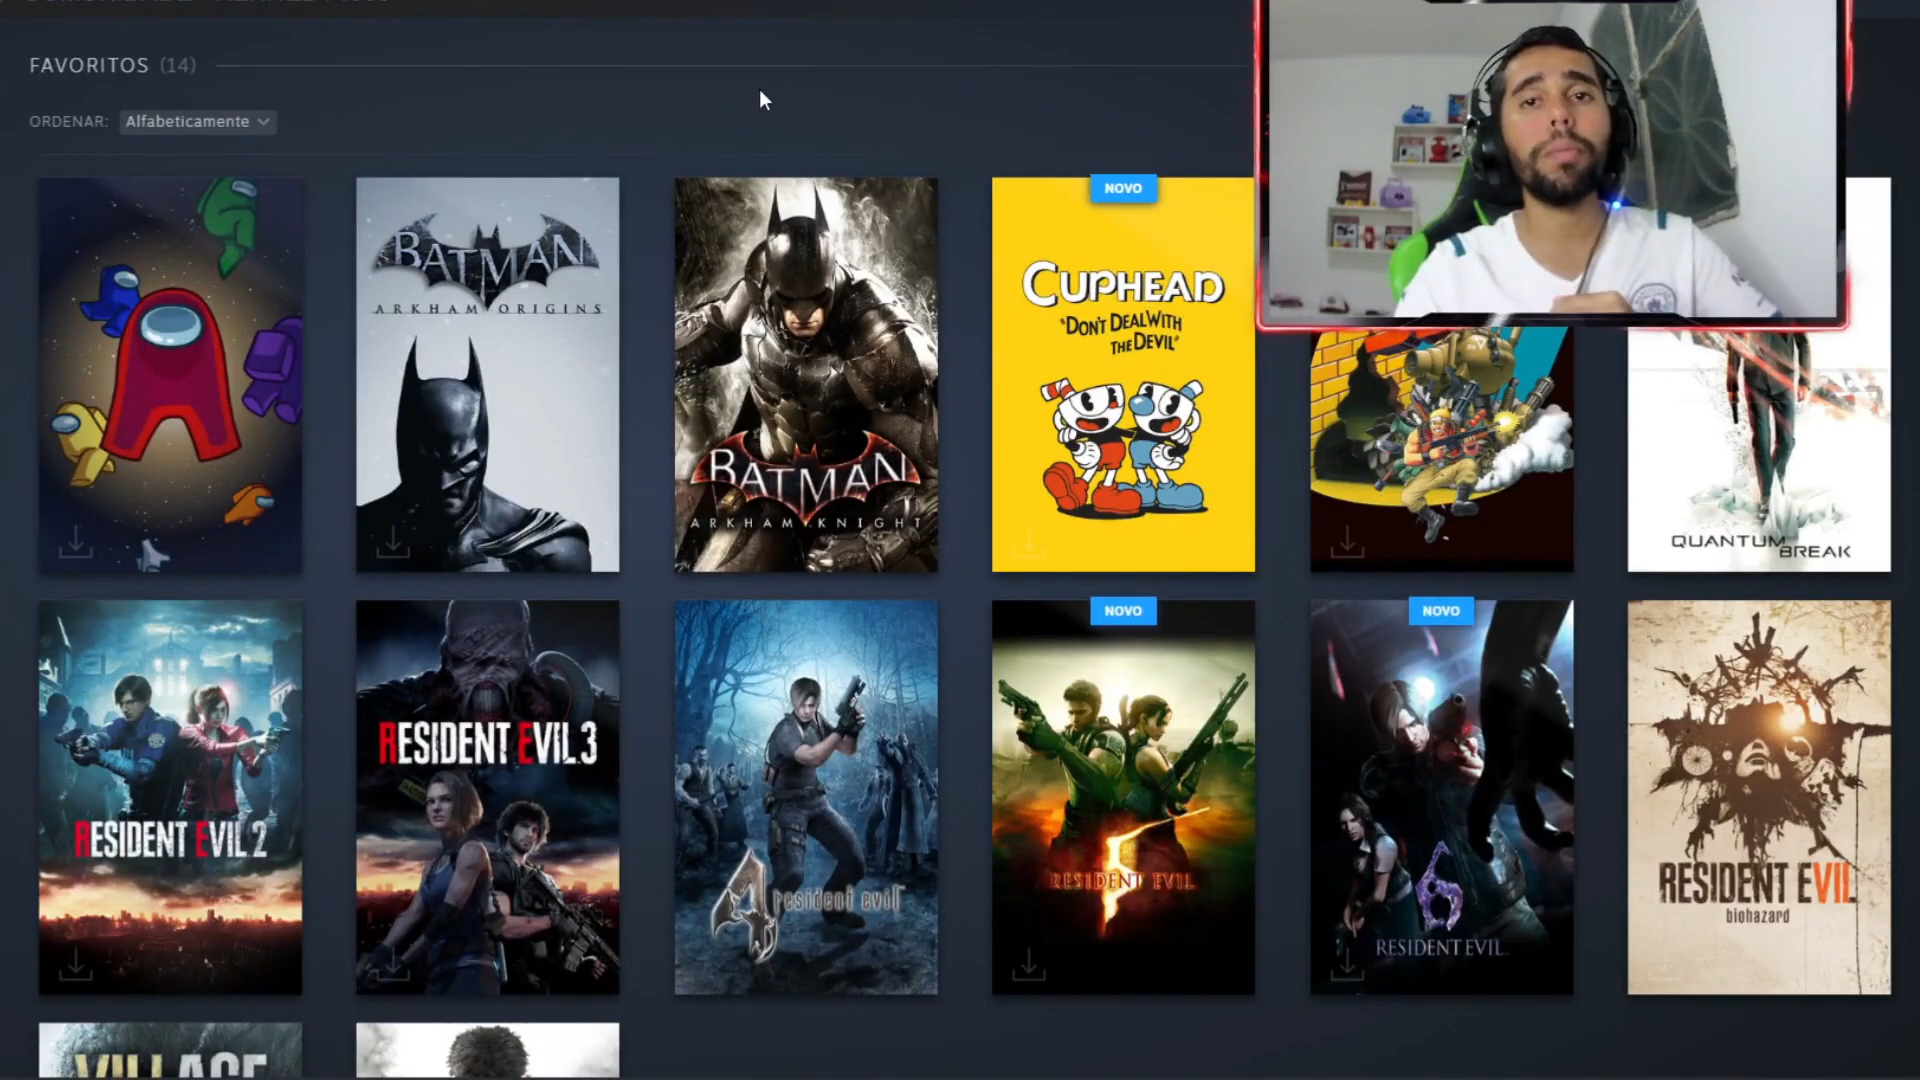 FAVORITOS (14)
ORDENAR: Alfabeticamente
BATMAN
ARKHAM ORIGINS
BATMAN
ARKHAM KNIGHT
NOVO
CUPHEAD
"DON'T DEAL WITH
THE DEVIL"
QUANTUM
BREAK
RESIDENT EVIL 2
RESIDENT EVIL 3
4
resident evil
NOVO
RESIDENT EVIL
5
NOVO
6
RESIDENT EVIL
RESIDENT EVIL
biohazard
VILLAGE